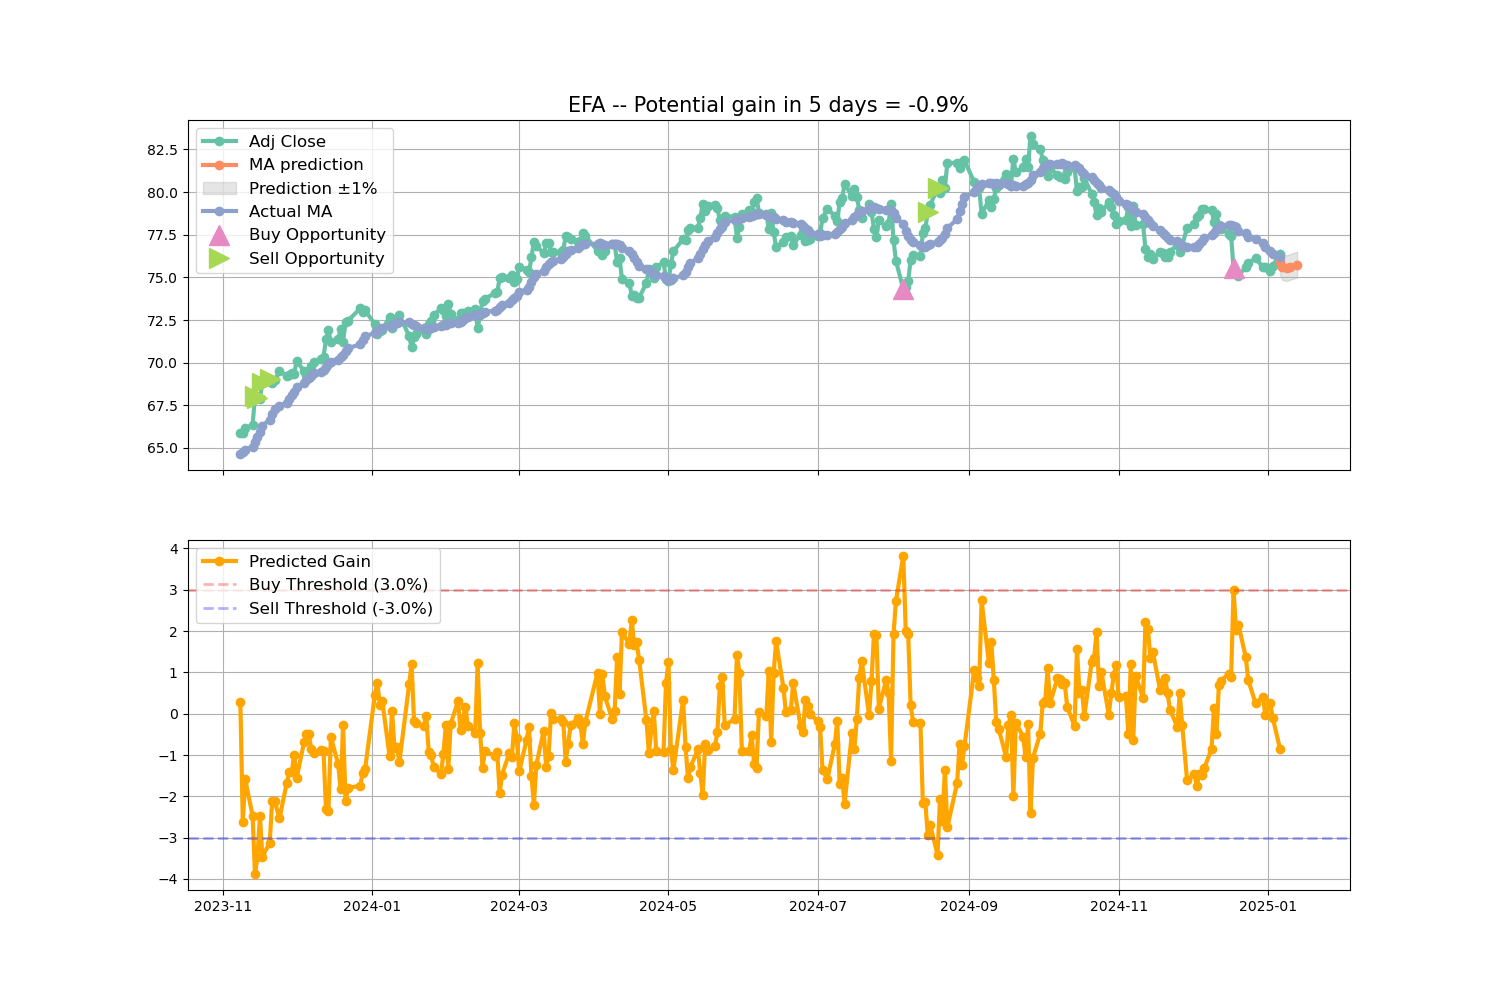 EFA -- Potential gain in 5 days = -0.9%
Adj Close
MA prediction
Prediction ±1%
Actual MA
Buy Opportunity
Sell Opportunity
82.5
80.0
77.5
75.0
72.5
70.0
67.5
65.0
Predicted Gain
Buy Threshold (3.0%)
Sell Threshold (-3.0%)
4
3
2
1
0
−1
−2
−3
−4
2023-11 2024-01 2024-03 2024-05 2024-07 2024-09 2024-11 2025-01